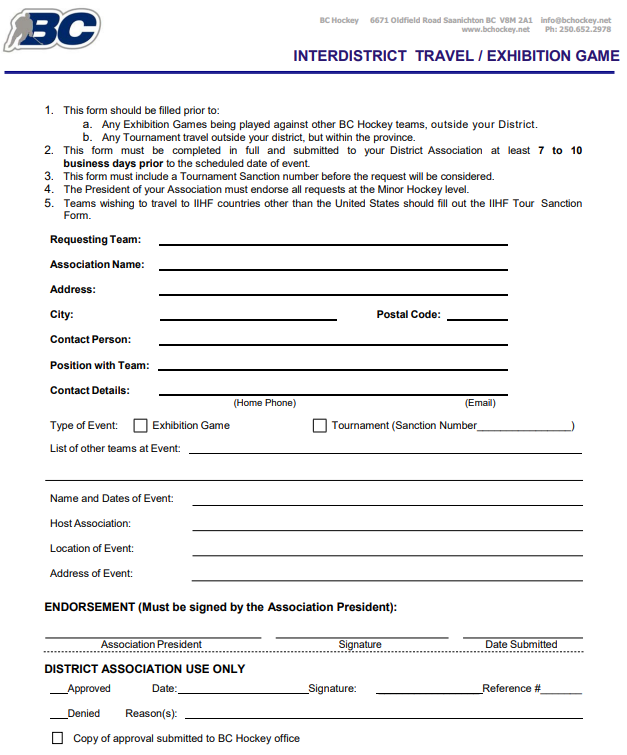 BC
BC Hockey 6671 Oldfield Road Saanichton BC V8M 2A1 info@bchockey.net
www.bchockey.net Ph: 250.652.2978
INTERDISTRICT TRAVEL / EXHIBITION GAME
1. This form should be filled prior to:
a. Any Exhibition Games being played against other BC Hockey teams, outside your District.
b. Any Tournament travel outside your district, but within the province.
2. This form must be completed in full and submitted to your District Association at least 7 to 10
business days prior to the scheduled date of event.
3. This form must include a Tournament Sanction number before the request will be considered.
4. The President of your Association must endorse all requests at the Minor Hockey level.
5. Teams wishing to travel to IIHF countries other than the United States should fill out the IIHF Tour Sanction
Form.
Requesting Team:
Association Name:
Address:
City: Postal Code:
Contact Person:
Position with Team:
Contact Details:
(Home Phone) (Email)
Type of Event: Exhibition Game Tournament (Sanction Number________________)
List of other teams at Event:
Name and Dates of Event:
Host Association:
Location of Event:
Address of Event:
ENDORSEMENT (Must be signed by the Association President):
Association President Signature Date Submitted
DISTRICT ASSOCIATION USE ONLY
___Approved Date:______________________Signature: __________________Reference #_______
___Denied Reason(s):
Copy of approval submitted to BC Hockey office